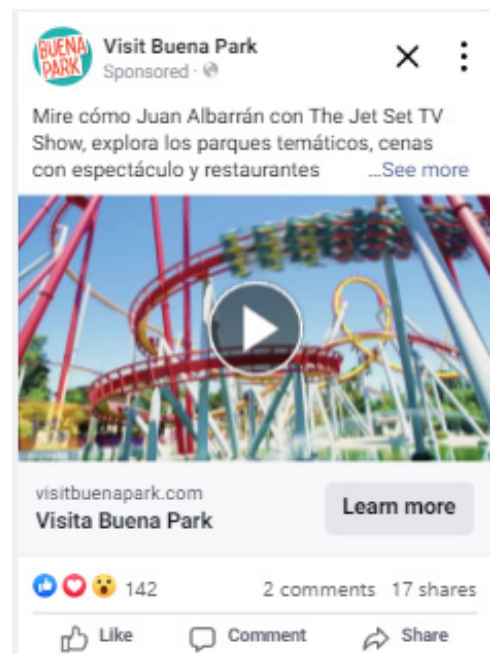 BUENA
PARK
Visit Buena Park
Sponsored ·
Mire cómo Juan Albarrán con The Jet Set TV
Show, explora los parques temáticos, cenas
con espectáculo y restaurantes ...See more
visitbuenapark.com
Visita Buena Park
Learn more
142 2 comments 17 shares
Like Comment Share